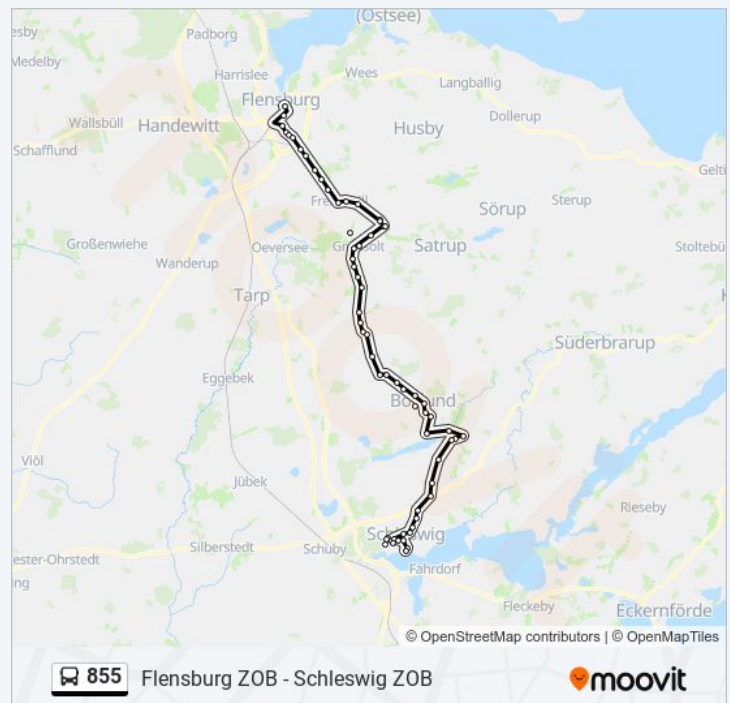 (Ostsee)
esby
Padborg
Medelby
Harrislee
Wees
Langballig
Flensburg
Dollerup
Wallsbüll
Handewitt
Husby
Schafflund
Gelti
Sörup
Sterup
Großenwiehe
Oeversee
Satrup
Stoltebü
Wanderup
Tarp
Süderbrarup
Eggebek
Viöl
Jübek
Rieseby
Silberstedt
Schuby
ester-Ohrstedt
ing
Fahrdorf
Fleckeby
Eckernförde
© OpenStreetMap contributors | © OpenMapTiles
855 Flensburg ZOB - Schleswig ZOB
moovit